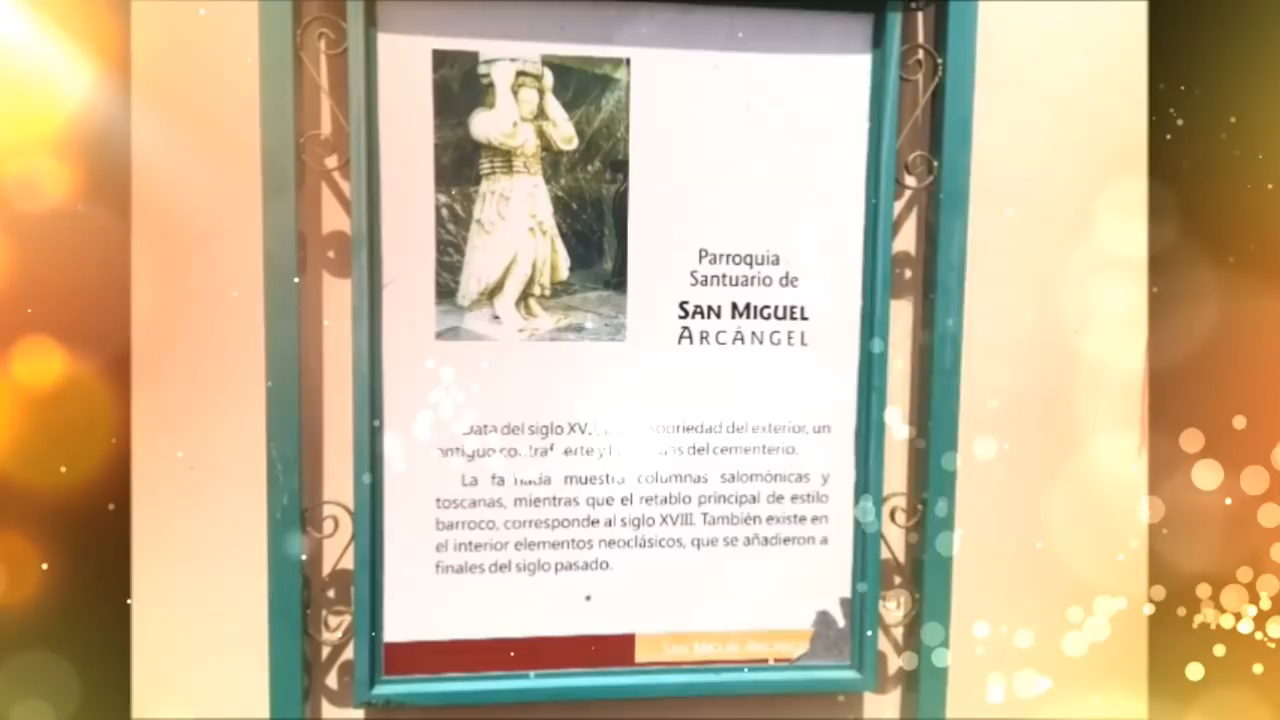 Parroquia
Santuario de
SAN MIGUEL
ARCÁNGEL
Data del siglo del exterior, un
antiguo y del cementerio.
La muestra columnas salomónicas y
toscanas, mientras que el retablo principal de estilo
barroco, corresponde al siglo XVIII. También existe en
el interior elementos neoclásicos, que se añadieron a
finales del siglo pasado.
SAN MIGUEL